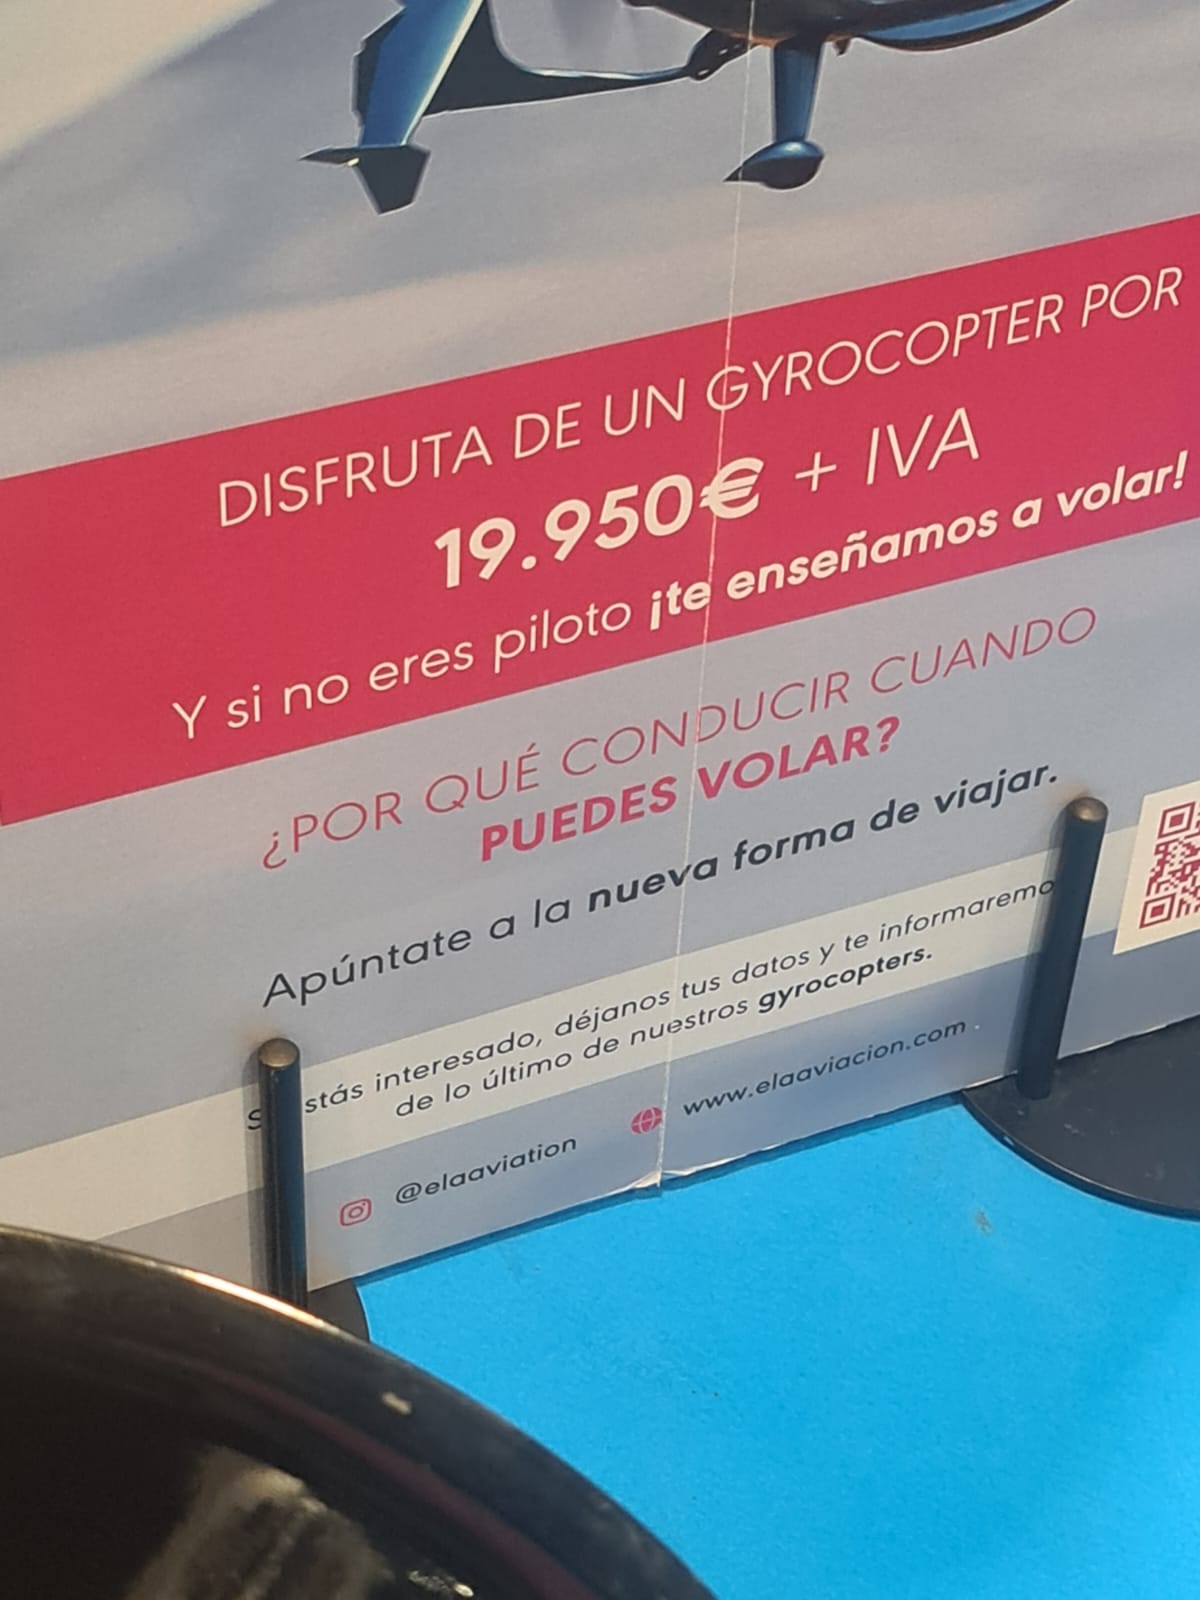 DISFRUTA DE UN GYROCOPTER POR
19.950€ + IVA
Y si no eres piloto ¡te enseñamos a volar!
¿POR QUÉ CONDUCIR CUANDO
PUEDES VOLAR?
Apúntate a la nueva forma de viajar.
S stás interesado, déjanos tus datos y te informaremo
de lo último de nuestros gyrocopters.
@elaaviation www.elaaviacion.com .